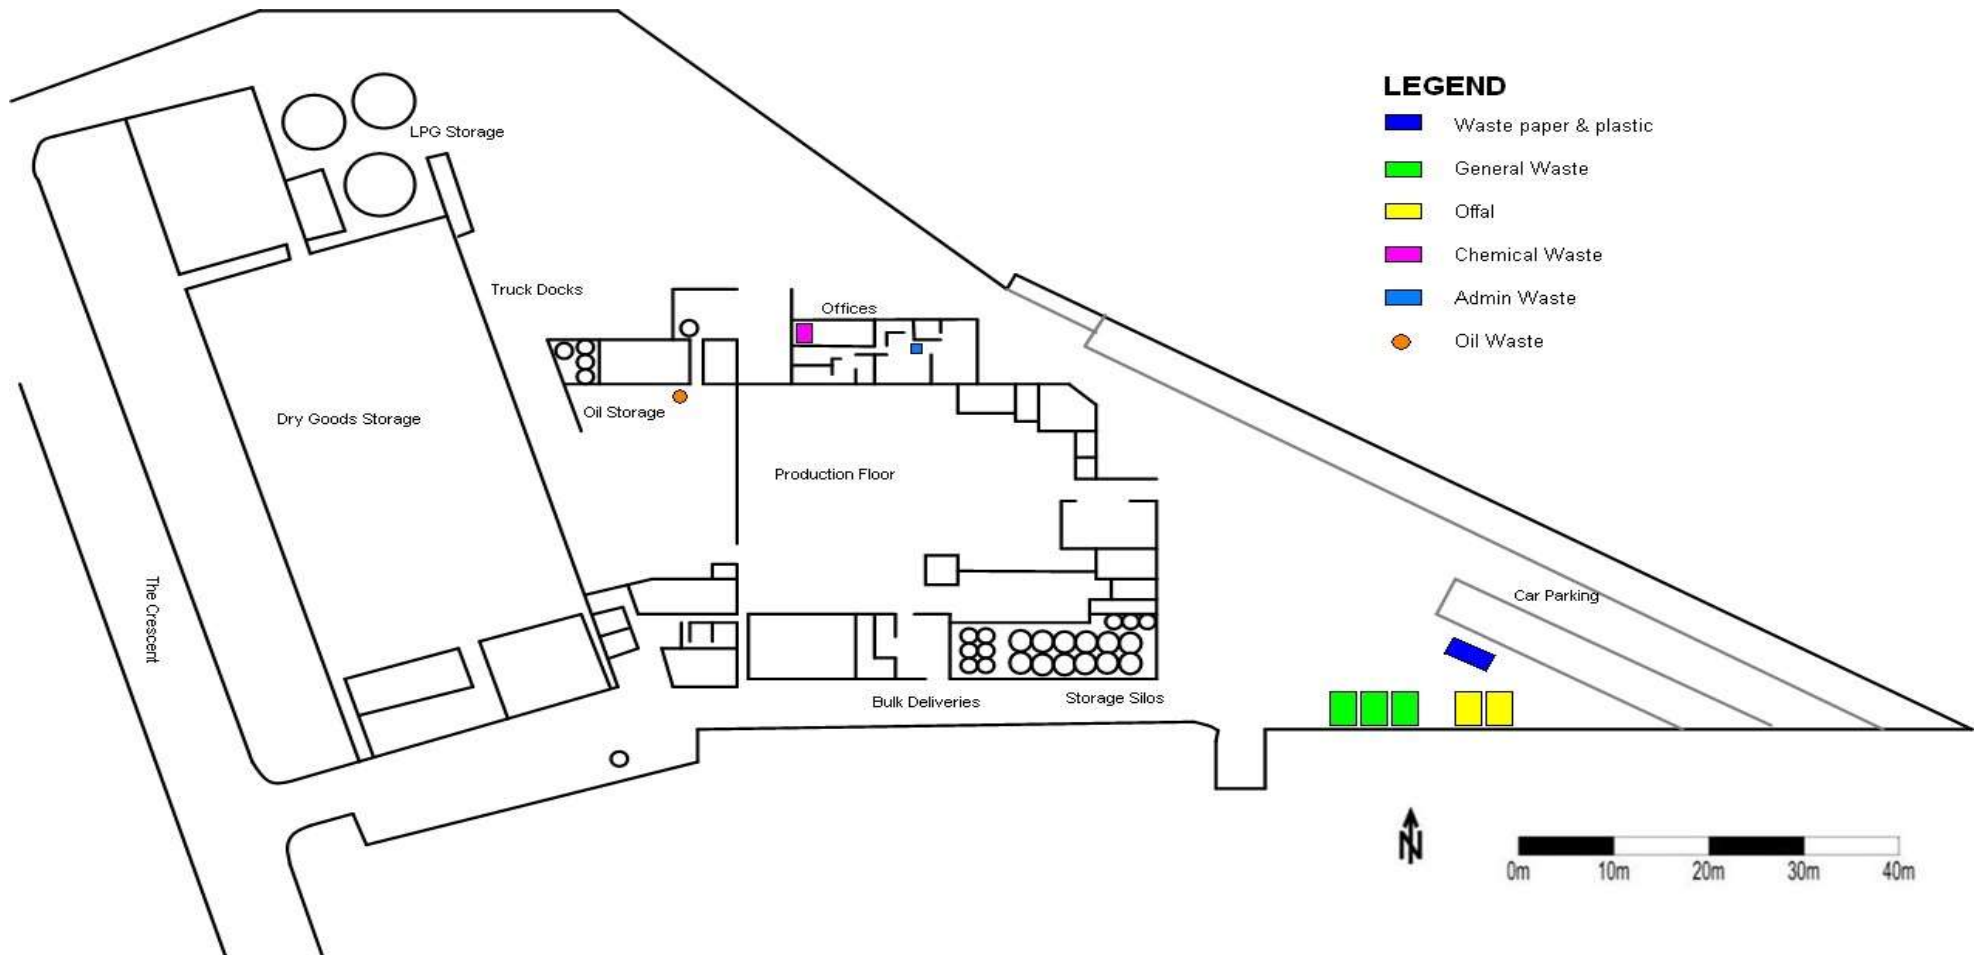 LEGEND
Waste paper & plastic
General Waste
Offal
Chemical Waste
Admin Waste
Oil Waste
LPG Storage
Truck Docks
Offices
Dry Goods Storage
Oil Storage
Production Floor
The Crescent
Car Parking
Bulk Deliveries
Storage Silos
N
0m 10m 20m 30m 40m